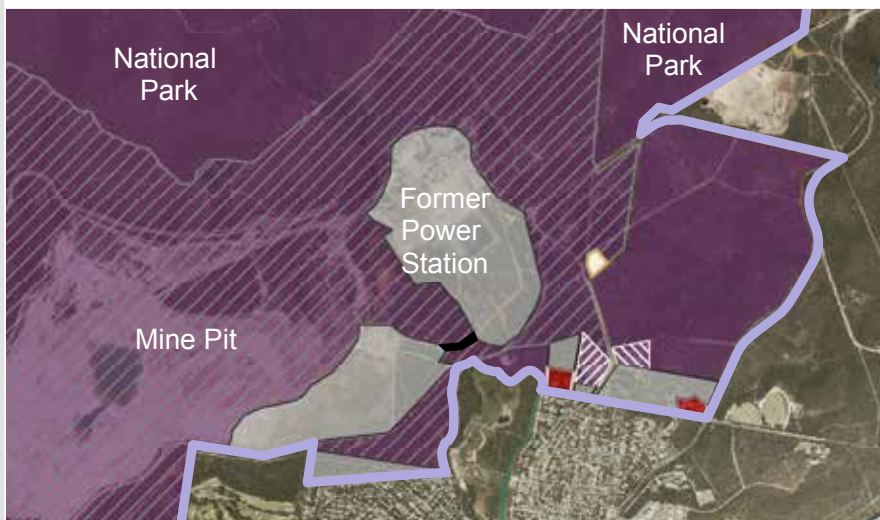 National
Park
National
Park
Former
Power
Station
Mine Pit